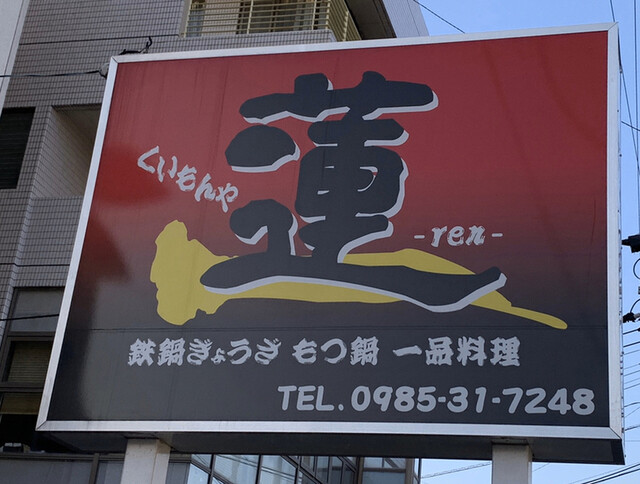 くいもんや
蓮
-ren-
鉄鍋ぎょうざ もつ鍋 一品料理
TEL. 0985-31-7248